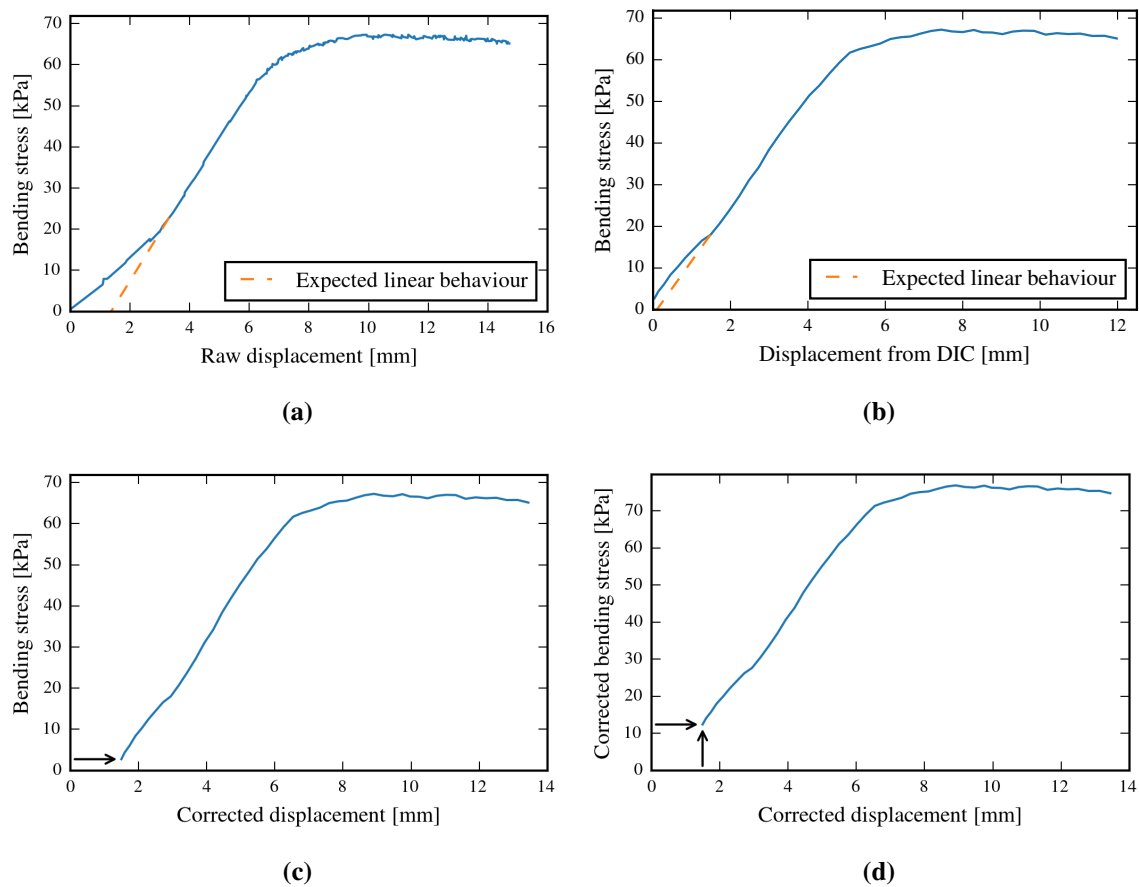 70
60
50
40
30
20
10
0
0 2 4 6 8 10 12 14 16
Bending stress [kPa]
Raw displacement [mm]
Expected linear behaviour
(a)
70
60
50
40
30
20
10
0
0 2 4 6 8 10 12
Bending stress [kPa]
Displacement from DIC [mm]
Expected linear behaviour
(b)
70
60
50
40
30
20
10
0
0 2 4 6 8 10 12 14
Bending stress [kPa]
Corrected displacement [mm]
(c)
70
60
50
40
30
20
10
0
0 2 4 6 8 10 12 14
Corrected bending stress [kPa]
Corrected displacement [mm]
(d)